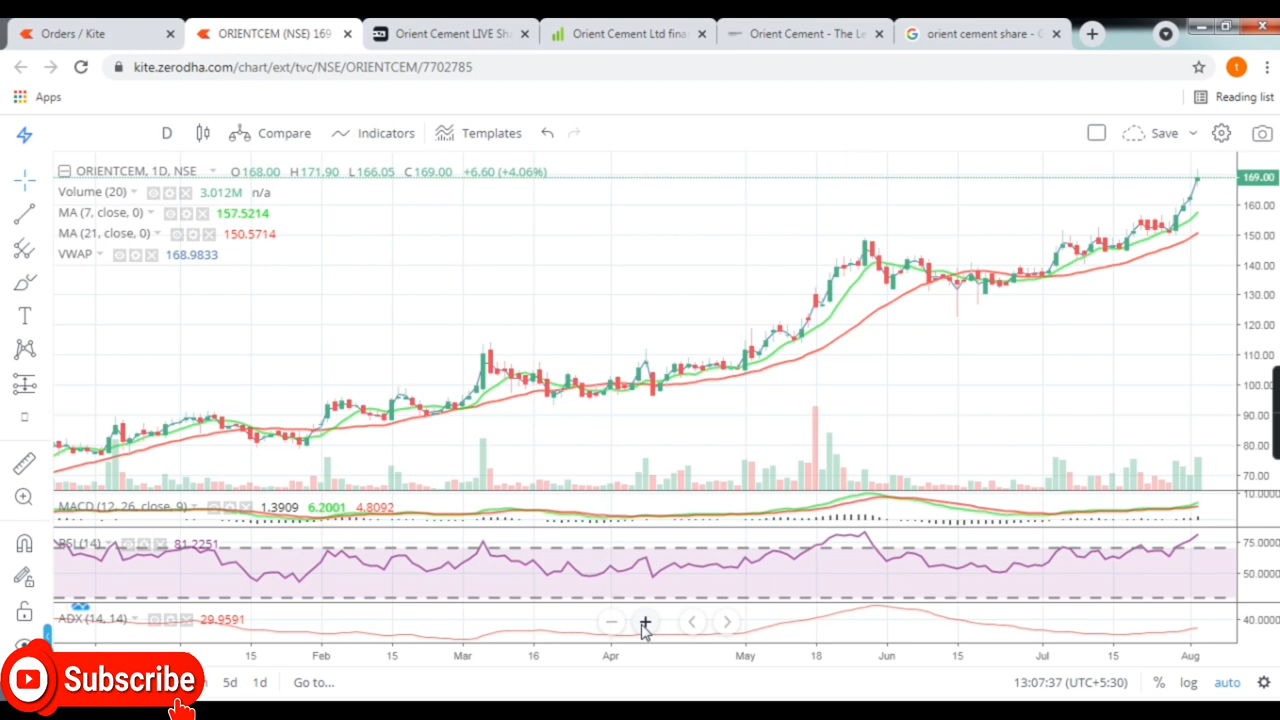 Orders / Kite
ORIENTCEM (NSE) 169
Orient Cement LIVE Sh
Orient Cement Ltd fina
Orient Cement - The Le
orient cement share - G
kite.zerodha.com/chart/ext/tvc/NSE/ORIENTCEM/7702785
t
Apps
Reading list
D
Compare
Indicators
Templates
Save
ORIENTCEM, 1D, NSE O168.00 H171.90 L166.05 C169.00 +6.60 (+4.06%)
Volume (20) 3.012M n/a
MA (7, close, 0) 157.5214
MA (21, close, 0) 150.5714
VWAP 168.9833
169.00
160.00
150.00
140.00
130.00
120.00
110.00
100.00
90.00
80.00
70.00
MACD (12, 26, close, 9) 1.3909 6.2001 4.8092
10.0000
RSI (14) 81.2251
75.0000
50.0000
ADX (14, 14) 29.9591
40.0000
15 Feb 15 Mar 16 Apr May 18 Jun 15 Jul 15 Aug
5d 1d Go to...
13:07:37 (UTC+5:30) % log auto
Subscribe